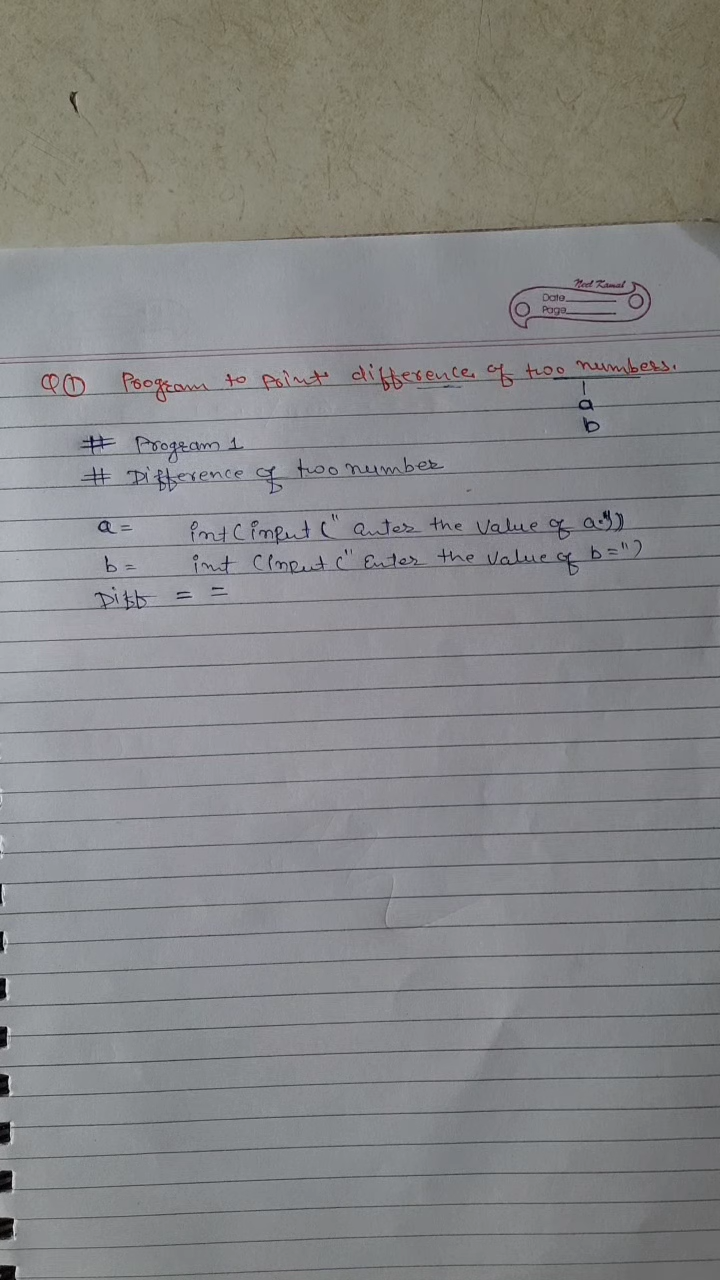 Neel Kamal
Date
Page
Q① Program to print difference of two numbers.
a
b
# Program 1
# Difference of two number
a = int(input(" anter the value of a="))
b = int (input (" Enter the value of b=")
Diff = =